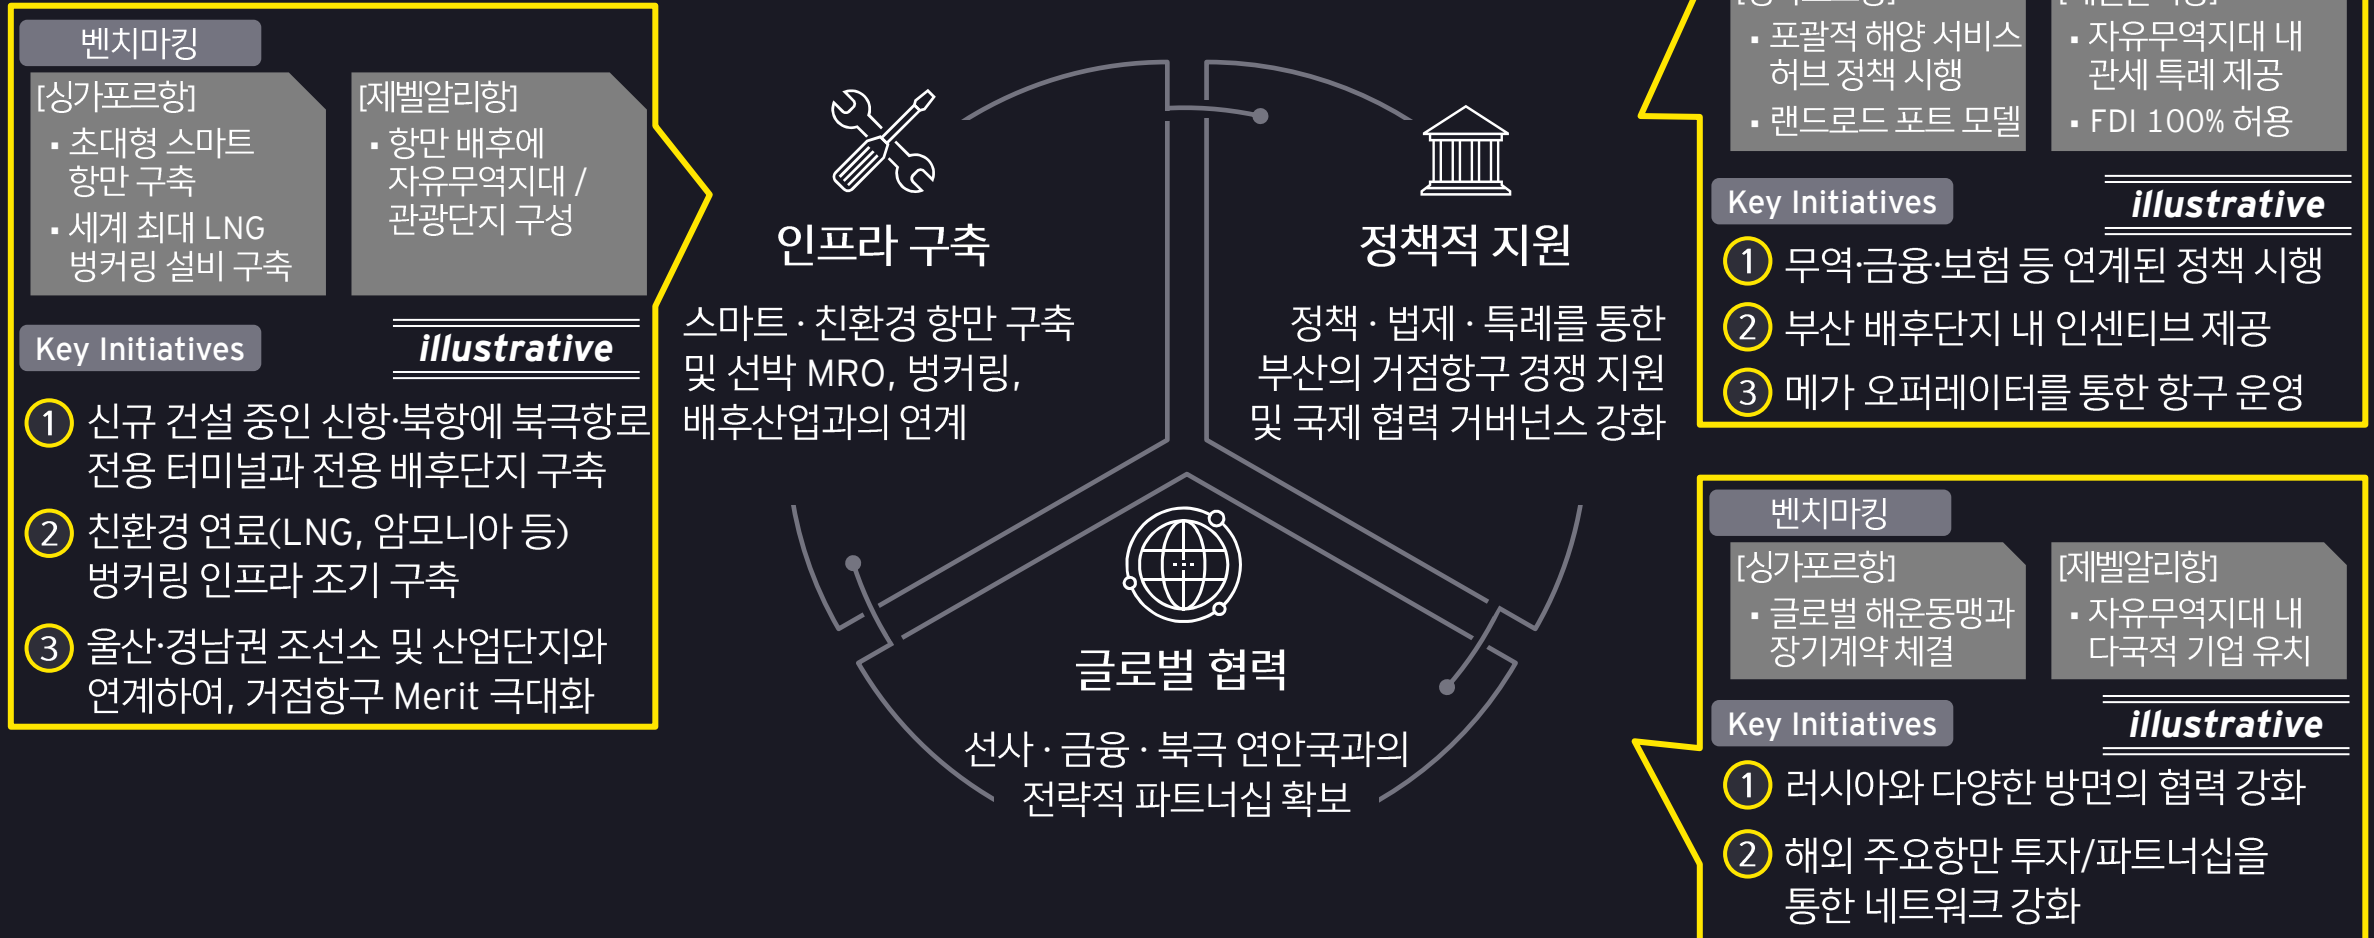 벤치마킹
[싱가포르항]
▪ 초대형 스마트
항만 구축
▪ 세계 최대 LNG
벙커링 설비 구축
[제벨알리항]
▪ 항만 배후에
자유무역지대 /
관광단지 구성
Key Initiatives
illustrative
1 신규 건설 중인 신항·북항에 북극항로
전용 터미널과 전용 배후단지 구축
2 친환경 연료(LNG, 암모니아 등)
벙커링 인프라 조기 구축
3 울산·경남권 조선소 및 산업단지와
연계하여, 거점항구 Merit 극대화
인프라 구축
스마트 · 친환경 항만 구축
및 선박 MRO, 벙커링,
배후산업과의 연계
정책적 지원
정책 · 법제 · 특례를 통한
부산의 거점항구 경쟁 지원
및 국제 협력 거버넌스 강화
글로벌 협력
선사 · 금융 · 북극 연안국과의
전략적 파트너십 확보
▪ 포괄적 해양 서비스
허브 정책 시행
▪ 랜드로드 포트 모델
▪ 자유무역지대 내
관세 특례 제공
▪ FDI 100% 허용
Key Initiatives
illustrative
1 무역·금융·보험 등 연계된 정책 시행
2 부산 배후단지 내 인센티브 제공
3 메가 오퍼레이터를 통한 항구 운영
벤치마킹
[싱가포르항]
▪ 글로벌 해운동맹과
장기계약 체결
[제벨알리항]
▪ 자유무역지대 내
다국적 기업 유치
Key Initiatives
illustrative
1 러시아와 다양한 방면의 협력 강화
2 해외 주요항만 투자/파트너십을
통한 네트워크 강화